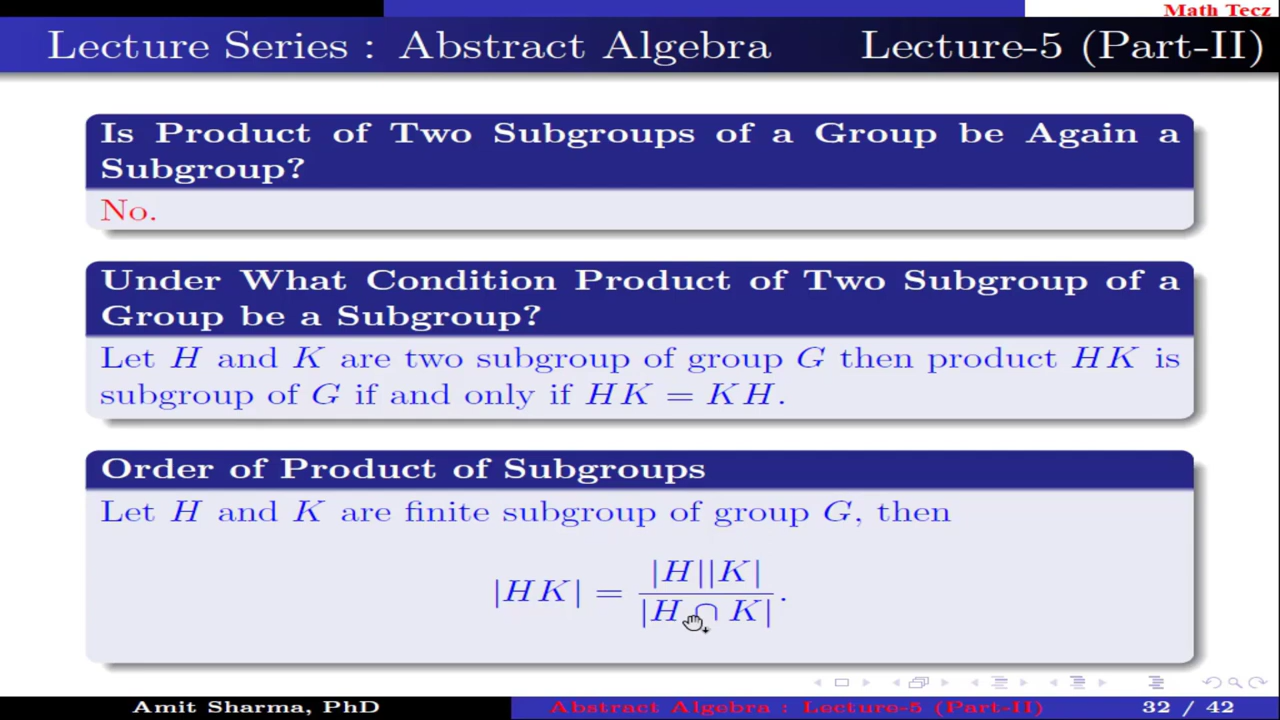 Math Tecz
Lecture Series : Abstract Algebra Lecture-5 (Part-II)
Is Product of Two Subgroups of a Group be Again a
Subgroup?
No.
Under What Condition Product of Two Subgroup of a
Group be a Subgroup?
Let H and K are two subgroup of group G then product HK is
subgroup of G if and only if HK = KH.
Order of Product of Subgroups
Let H and K are finite subgroup of group G, then
|HK| = |H||K| / |H ∩ K| .
Amit Sharma, PhD Abstract Algebra : Lecture-5 (Part-II) 32 / 42